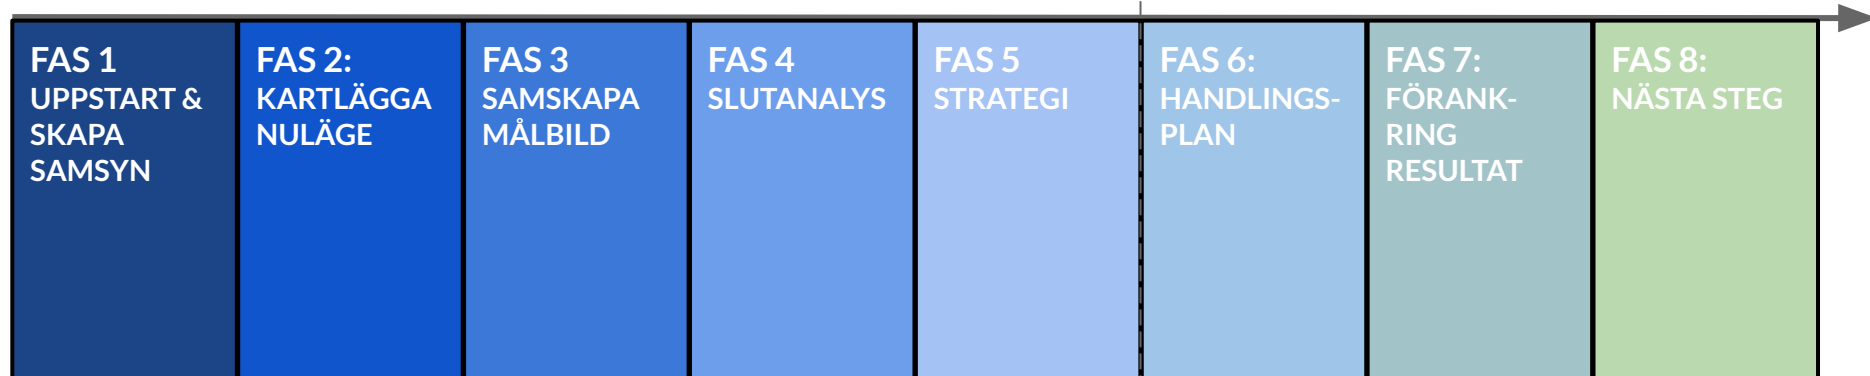 FAS 1
UPPSTART &
SKAPA
SAMSYN
FAS 2:
KARTLÄGGA
NULÄGE
FAS 3
SAMSKAPA
MÅLBILD
FAS 4
SLUTANALYS
FAS 5
STRATEGI
FAS 6:
HANDLINGS-
PLAN
FAS 7:
FÖRANK-
RING
RESULTAT
FAS 8:
NÄSTA STEG